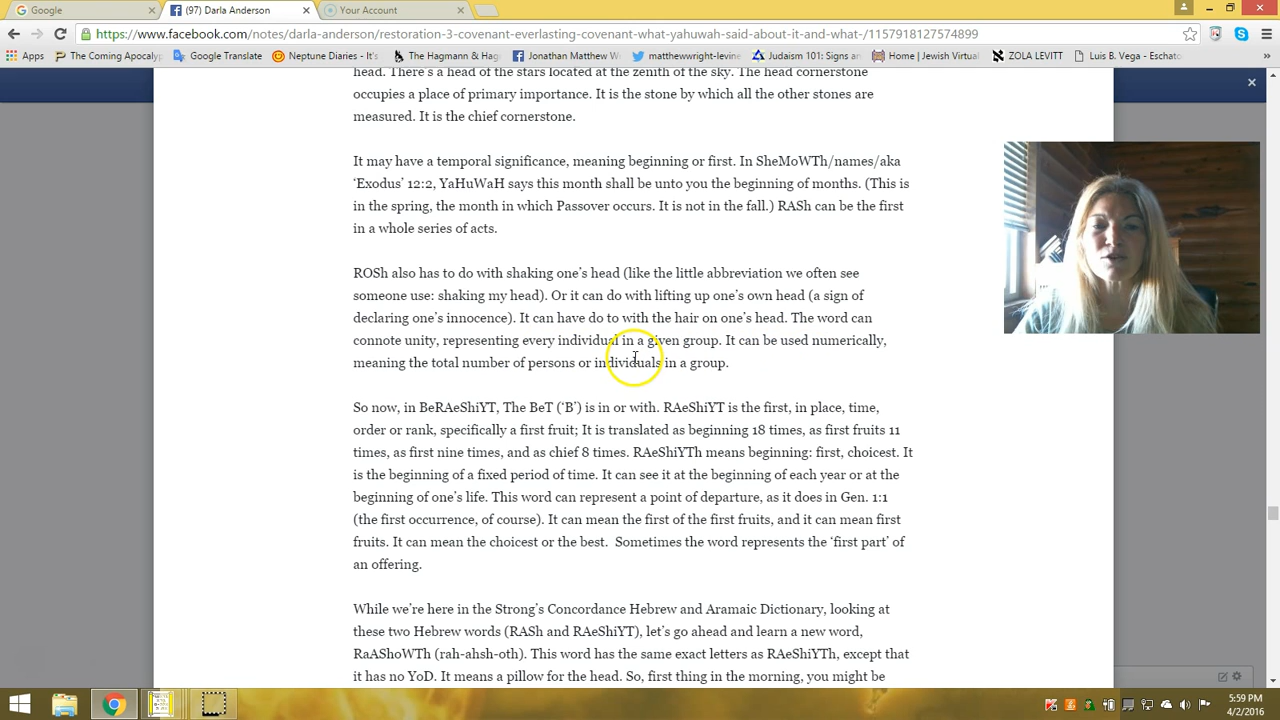 Google
(97) Darla Anderson
Your Account
https://www.facebook.com/notes/darla-anderson/restoration-3-covenant-everlasting-covenant-what-yahuwah-said-about-it-and-what-/1157918127574899
Apps
The Coming Apocalyp
Google Translate
Neptune Diaries - It's
The Hagmann & Hag
Jonathan Matthew W
matthewwright-levine
Judaism 101: Signs an
Home | Jewish Virtual
ZOLA LEVITT
Luis B. Vega - Eschato
»
head. There's a head of the stars located at the zenith of the sky. The head cornerstone
occupies a place of primary importance. It is the stone by which all the other stones are
measured. It is the chief cornerstone.
It may have a temporal significance, meaning beginning or first. In SheMoWTh/names/aka
‘Exodus’ 12:2, YaHuWaH says this month shall be unto you the beginning of months. (This is
in the spring, the month in which Passover occurs. It is not in the fall.) RASh can be the first
in a whole series of acts.
ROSh also has to do with shaking one’s head (like the little abbreviation we often see
someone use: shaking my head). Or it can do with lifting up one’s own head (a sign of
declaring one’s innocence). It can have do to with the hair on one’s head. The word can
connote unity, representing every individual in a given group. It can be used numerically,
meaning the total number of persons or individuals in a group.
So now, in BeRAeShiYT, The BeT (‘B’) is in or with. RAeShiYT is the first, in place, time,
order or rank, specifically a first fruit; It is translated as beginning 18 times, as first fruits 11
times, as first nine times, and as chief 8 times. RAeShiYTh means beginning: first, choicest. It
is the beginning of a fixed period of time. It can see it at the beginning of each year or at the
beginning of one’s life. This word can represent a point of departure, as it does in Gen. 1:1
(the first occurrence, of course). It can mean the first of the first fruits, and it can mean first
fruits. It can mean the choicest or the best.  Sometimes the word represents the ‘first part’ of
an offering.
While we’re here in the Strong’s Concordance Hebrew and Aramaic Dictionary, looking at
these two Hebrew words (RASh and RAeShiYT), let’s go ahead and learn a new word,
RaAShoWTh (rah-ahsh-oth). This word has the same exact letters as RAeShiYTh, except that
it has no YoD. It means a pillow for the head. So, first thing in the morning, you might be
5:59 PM
4/2/2016